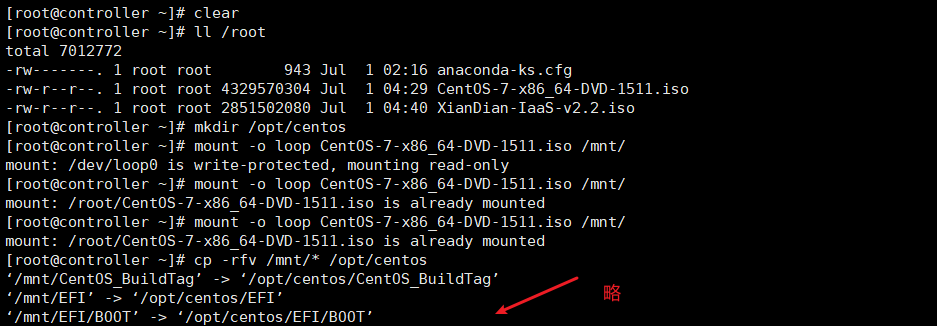 [root@controller ~]# clear
[root@controller ~]# ll /root
total 7012772
-rw-------. 1 root root        943 Jul  1 02:16 anaconda-ks.cfg
-rw-r--r--. 1 root root 4329570304 Jul  1 04:29 CentOS-7-x86_64-DVD-1511.iso
-rw-r--r--. 1 root root 2851502080 Jul  1 04:40 XianDian-IaaS-v2.2.iso
[root@controller ~]# mkdir /opt/centos
[root@controller ~]# mount -o loop CentOS-7-x86_64-DVD-1511.iso /mnt/
mount: /dev/loop0 is write-protected, mounting read-only
[root@controller ~]# mount -o loop CentOS-7-x86_64-DVD-1511.iso /mnt/
mount: /root/CentOS-7-x86_64-DVD-1511.iso is already mounted
[root@controller ~]# mount -o loop CentOS-7-x86_64-DVD-1511.iso /mnt/
mount: /root/CentOS-7-x86_64-DVD-1511.iso is already mounted
[root@controller ~]# cp -rfv /mnt/* /opt/centos
‘/mnt/CentOS_BuildTag’ -> ‘/opt/centos/CentOS_BuildTag’
‘/mnt/EFI’ -> ‘/opt/centos/EFI’
略
‘/mnt/EFI/BOOT’ -> ‘/opt/centos/EFI/BOOT’